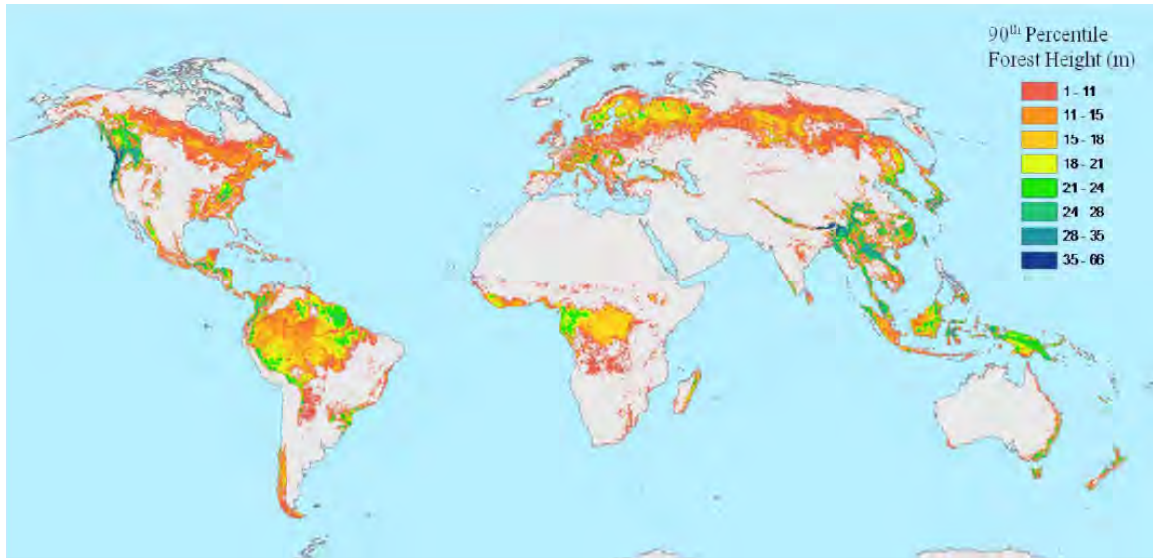 90th Percentile
Forest Height (m)
1 - 11
11 - 15
15 - 18
18 - 21
21 - 24
24 - 28
28 - 35
35 - 66